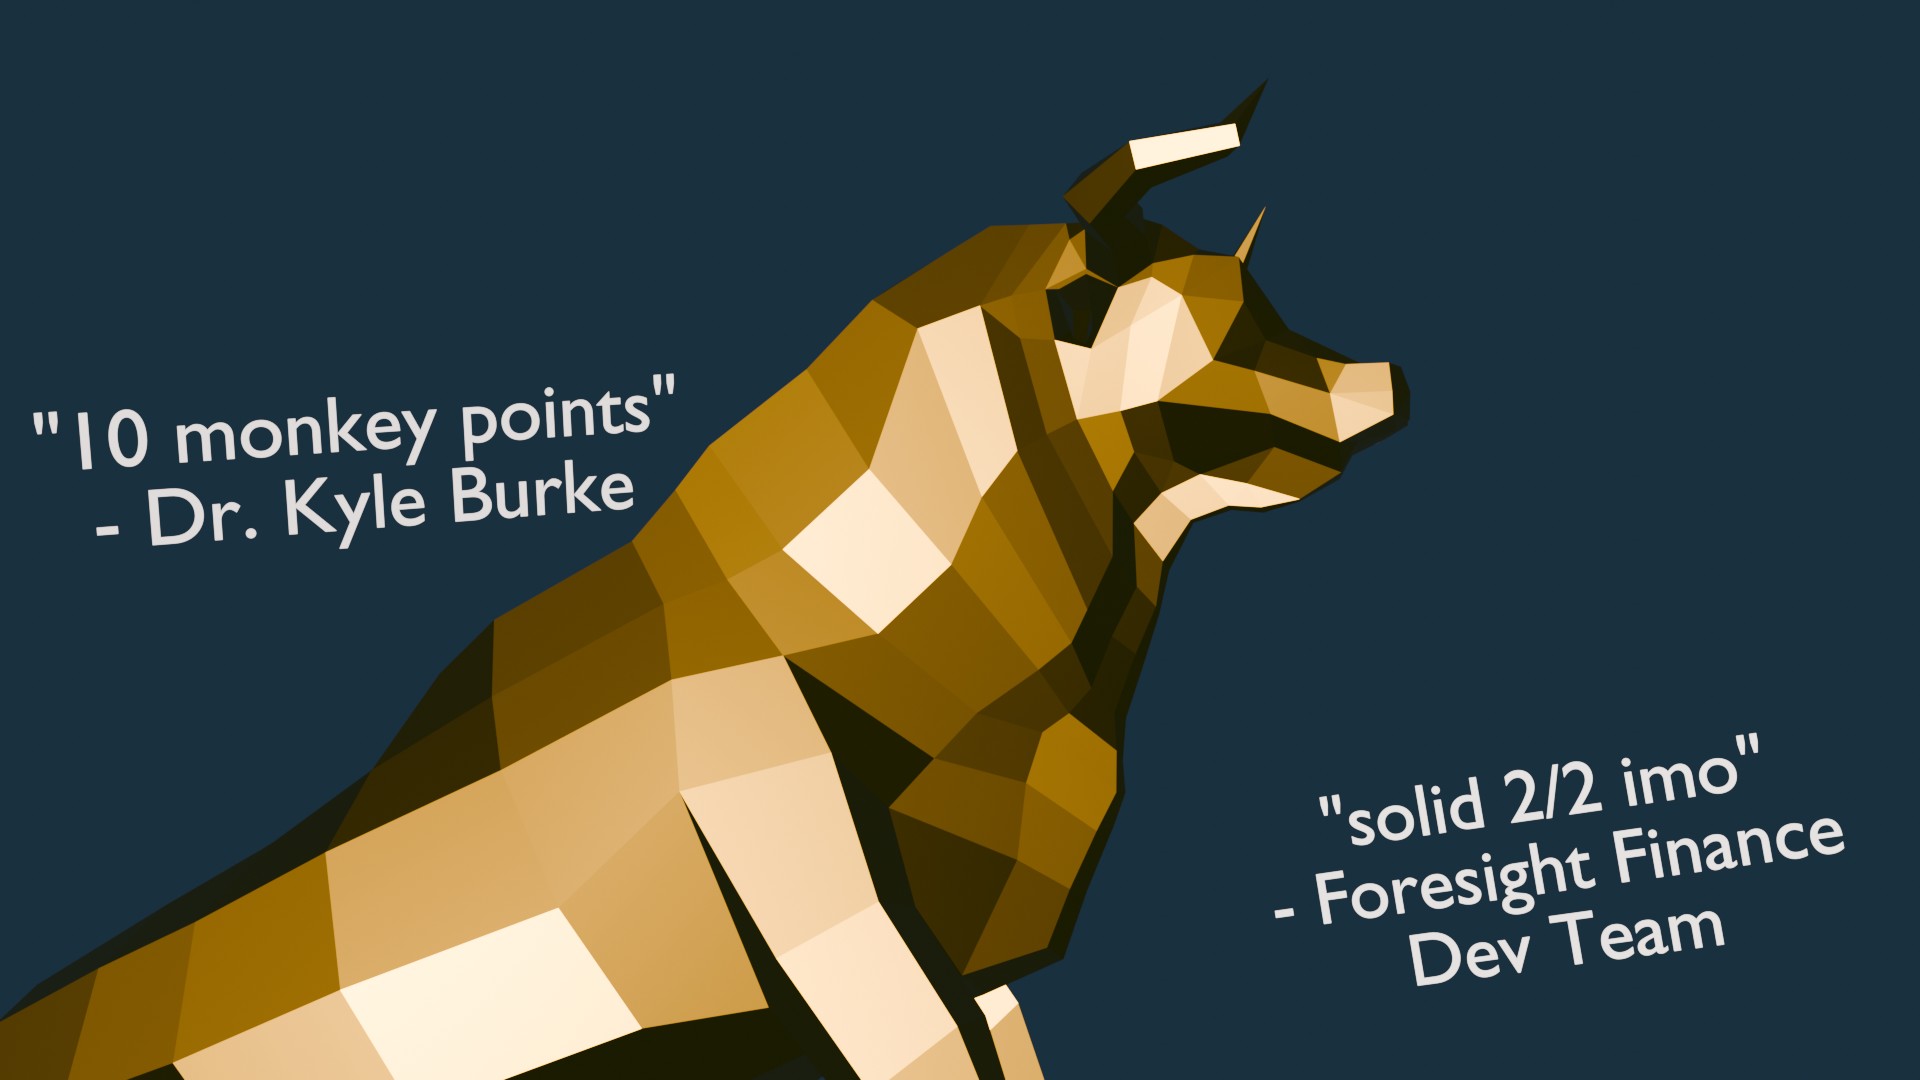 "10 monkey points"
- Dr. Kyle Burke
"solid 2/2 imo"
- Foresight Finance
Dev Team